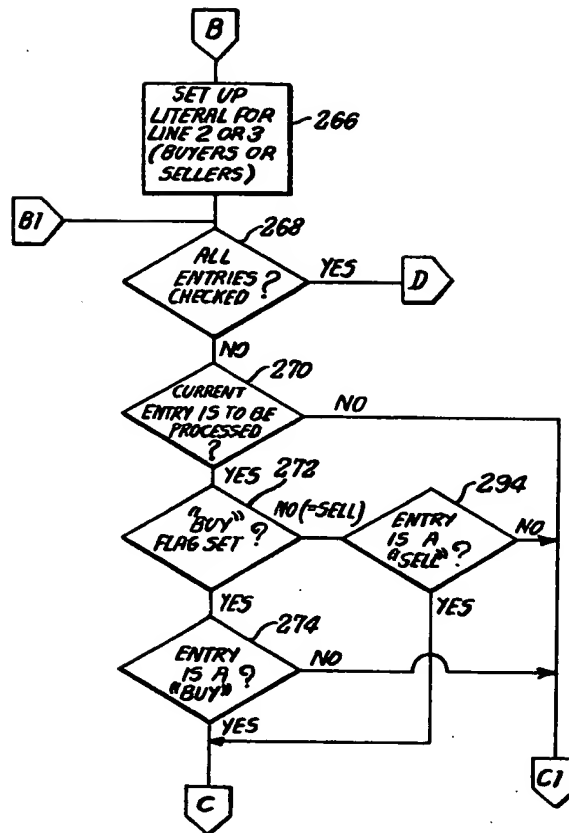 B
SET UP
LITERAL FOR
LINE 2 OR 3
(BUYERS OR
SELLERS)
266
B1
268
ALL
ENTRIES
CHECKED ?
YES
D
NO
270
CURRENT
ENTRY IS TO BE
PROCESSED
?
NO
YES
272
"BUY"
FLAG SET ?
NO (=SELL)
294
ENTRY
IS A
"SELL" ?
NO
YES
YES
274
ENTRY
IS A
"BUY" ?
NO
YES
C
C1